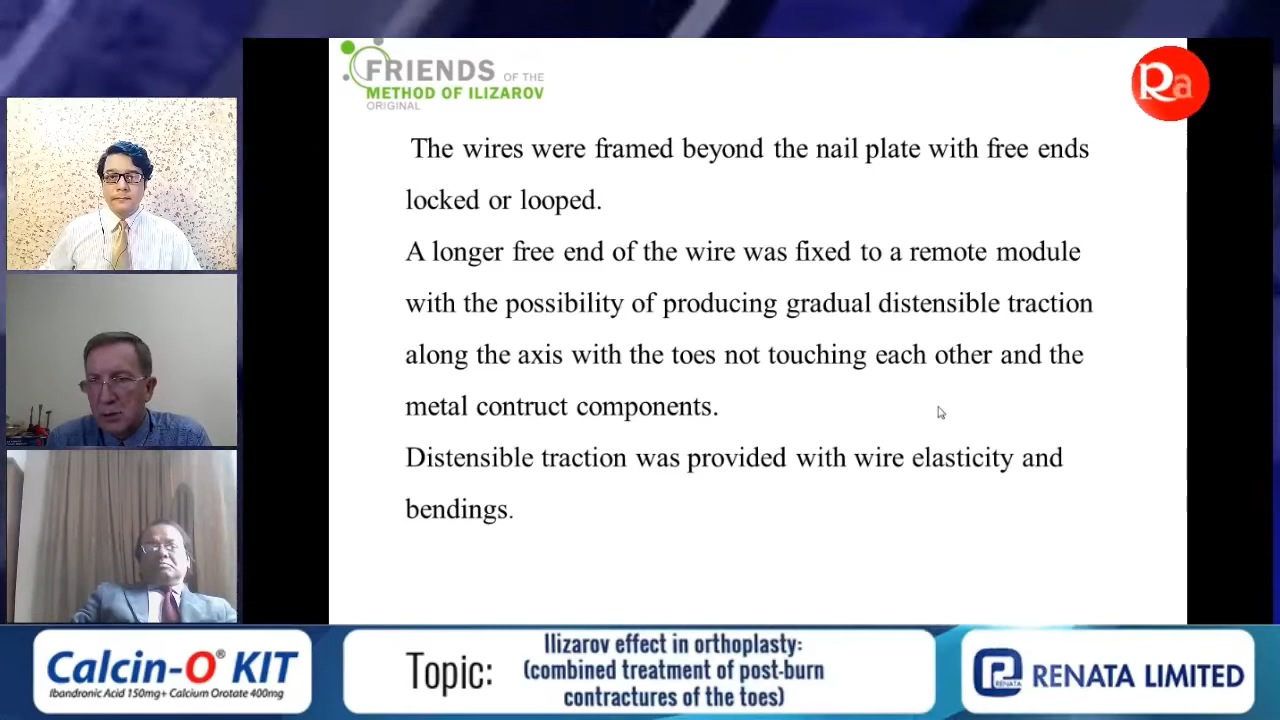 FRIENDS OF THE
METHOD OF ILIZAROV
ORIGINAL
Ra
The wires were framed beyond the nail plate with free ends
locked or looped.
A longer free end of the wire was fixed to a remote module
with the possibility of producing gradual distensible traction
along the axis with the toes not touching each other and the
metal contruct components.
Distensible traction was provided with wire elasticity and
bendings.
Calcin-O® KIT
Ibandronic Acid 150mg+ Calcium Orotate 400mg
Topic:
Ilizarov effect in orthoplasty:
(combined treatment of post-burn
contractures of the toes)
RENATA
RENATA LIMITED